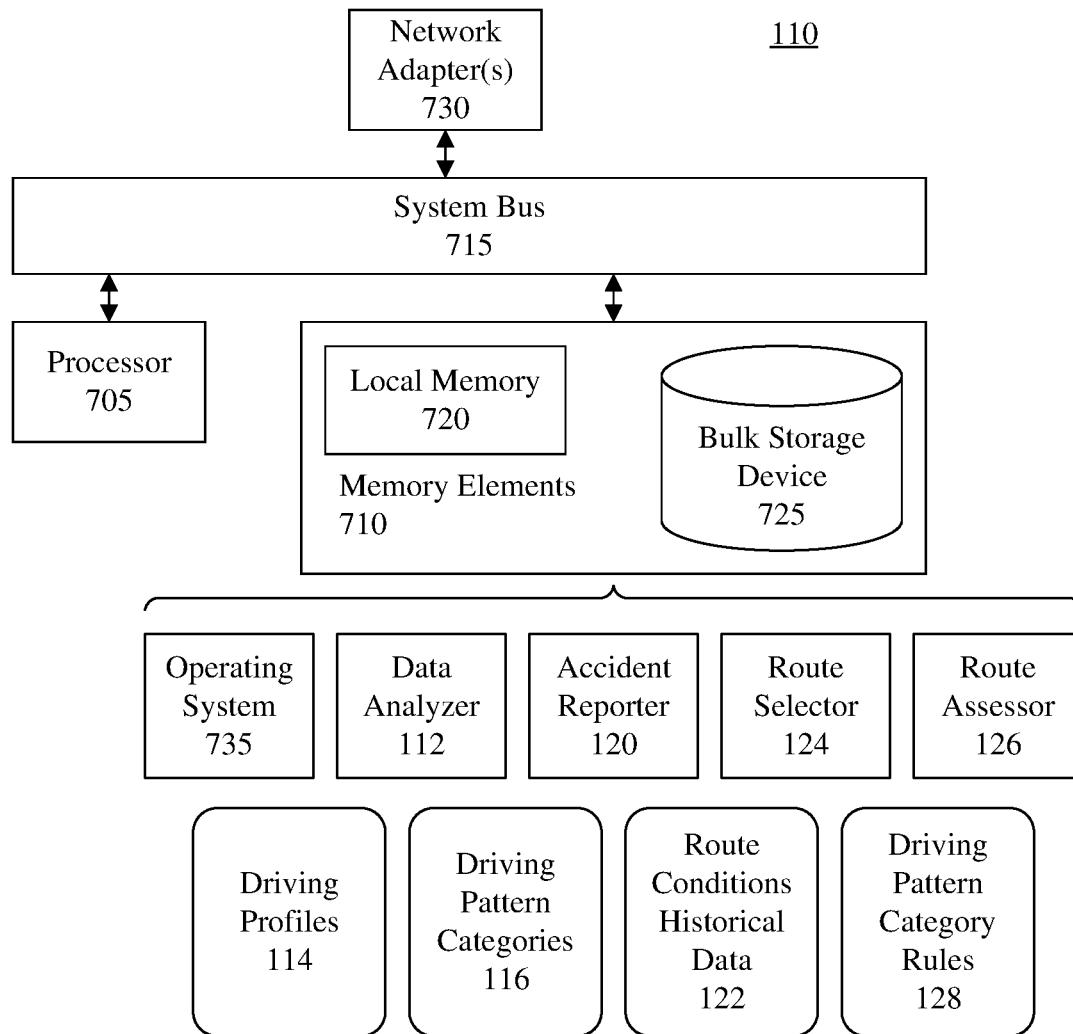 110
Network
Adapter(s)
730
System Bus
715
Processor
705
Local Memory
720
Memory Elements
710
Bulk Storage
Device
725
Operating
System
735
Data
Analyzer
112
Accident
Reporter
120
Route
Selector
124
Route
Assessor
126
Driving
Profiles
114
Driving
Pattern
Categories
116
Route
Conditions
Historical
Data
122
Driving
Pattern
Category
Rules
128